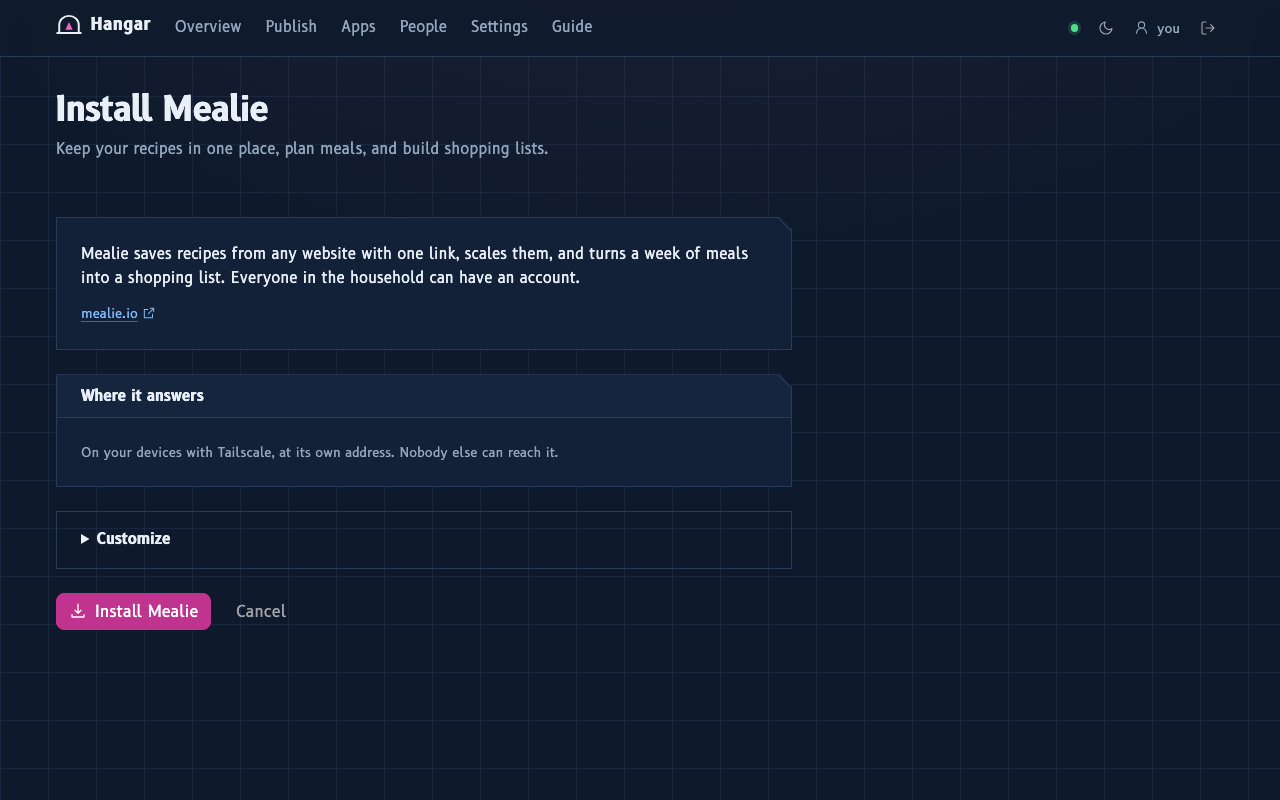 Hangar
Overview
Publish
Apps
People
Settings
Guide
you
Install Mealie
Keep your recipes in one place, plan meals, and build shopping lists.
Mealie saves recipes from any website with one link, scales them, and turns a week of meals
into a shopping list. Everyone in the household can have an account.
mealie.io
Where it answers
On your devices with Tailscale, at its own address. Nobody else can reach it.
Customize
Install Mealie
Cancel